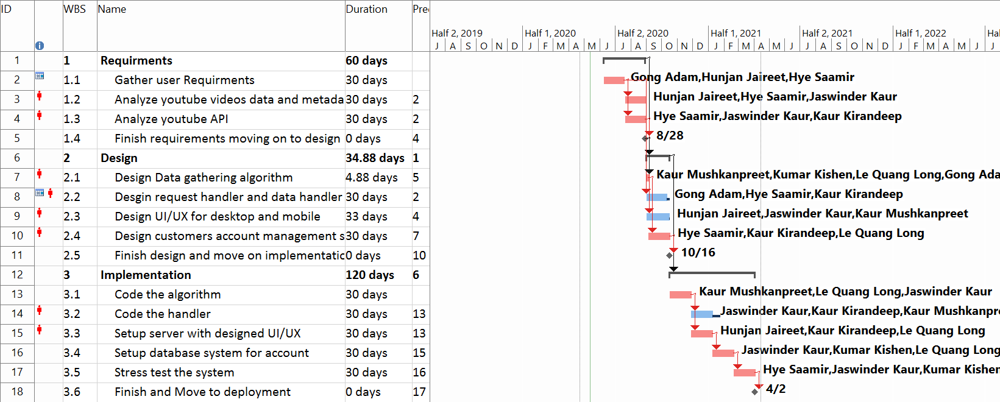 ID WBS Name Duration Pre
Half 2, 2019 Half 1, 2020 Half 2, 2020 Half 1, 2021 Half 2, 2021 Half 1, 2022 Hal
J A S O N D J F M A M J J A S O N D J F M A M J J A S O N D J F M A M J J
1 1 Requirments 60 days
2 1.1 Gather user Requirments 30 days Gong Adam,Hunjan Jaireet,Hye Saamir
3 1.2 Analyze youtube videos data and metada 30 days 2 Hunjan Jaireet,Hye Saamir,Jaswinder Kaur
4 1.3 Analyze youtube API 30 days 2 Hye Saamir,Jaswinder Kaur,Kaur Kirandeep
5 1.4 Finish requirements moving on to design 0 days 4 8/28
6 2 Design 34.88 days 1
7 2.1 Design Data gathering algorithm 4.88 days 5 Kaur Mushkanpreet,Kumar Kishen,Le Quang Long,Gong Ada
8 2.2 Desgin request handler and data handler 30 days 2 Gong Adam,Hye Saamir,Kaur Kirandeep
9 2.3 Design UI/UX for desktop and mobile 33 days 4 Hunjan Jaireet,Jaswinder Kaur,Kaur Mushkanpreet
10 2.4 Design customers account management s 30 days 7 Hye Saamir,Kaur Kirandeep,Le Quang Long
11 2.5 Finish design and move on implementatic 0 days 10 10/16
12 3 Implementation 120 days 6
13 3.1 Code the algorithm 30 days Kaur Mushkanpreet,Le Quang Long,Jaswinder Kaur
14 3.2 Code the handler 30 days 13 Jaswinder Kaur,Kaur Kirandeep,Kaur Mushkanpre
15 3.3 Setup server with designed UI/UX 30 days 13 Hunjan Jaireet,Kaur Kirandeep,Le Quang Long
16 3.4 Setup database system for account 30 days 15 Jaswinder Kaur,Kumar Kishen,Le Quang Long
17 3.5 Stress test the system 30 days 16 Hye Saamir,Jaswinder Kaur,Kumar Kishen
18 3.6 Finish and Move to deployment 0 days 17 4/2